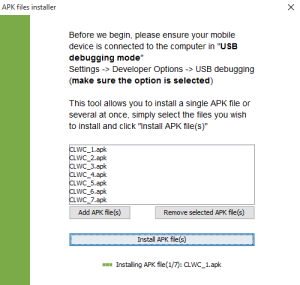 APK files installer
Before we begin, please ensure your mobile
device is connected to the computer in "USB
debugging mode"
Settings -> Developer Options -> USB debugging
(make sure the option is selected)
This tool allows you to install a single APK file or
several at once, simply select the files you wish
to install and click "Install APK file(s)"
CLWC_1.apk
CLWC_2.apk
CLWC_3.apk
CLWC_4.apk
CLWC_5.apk
CLWC_6.apk
CLWC_7.apk
Add APK file(s) Remove selected APK file(s)
Install APK file(s)
Installing APK file(1/7): CLWC_1.apk